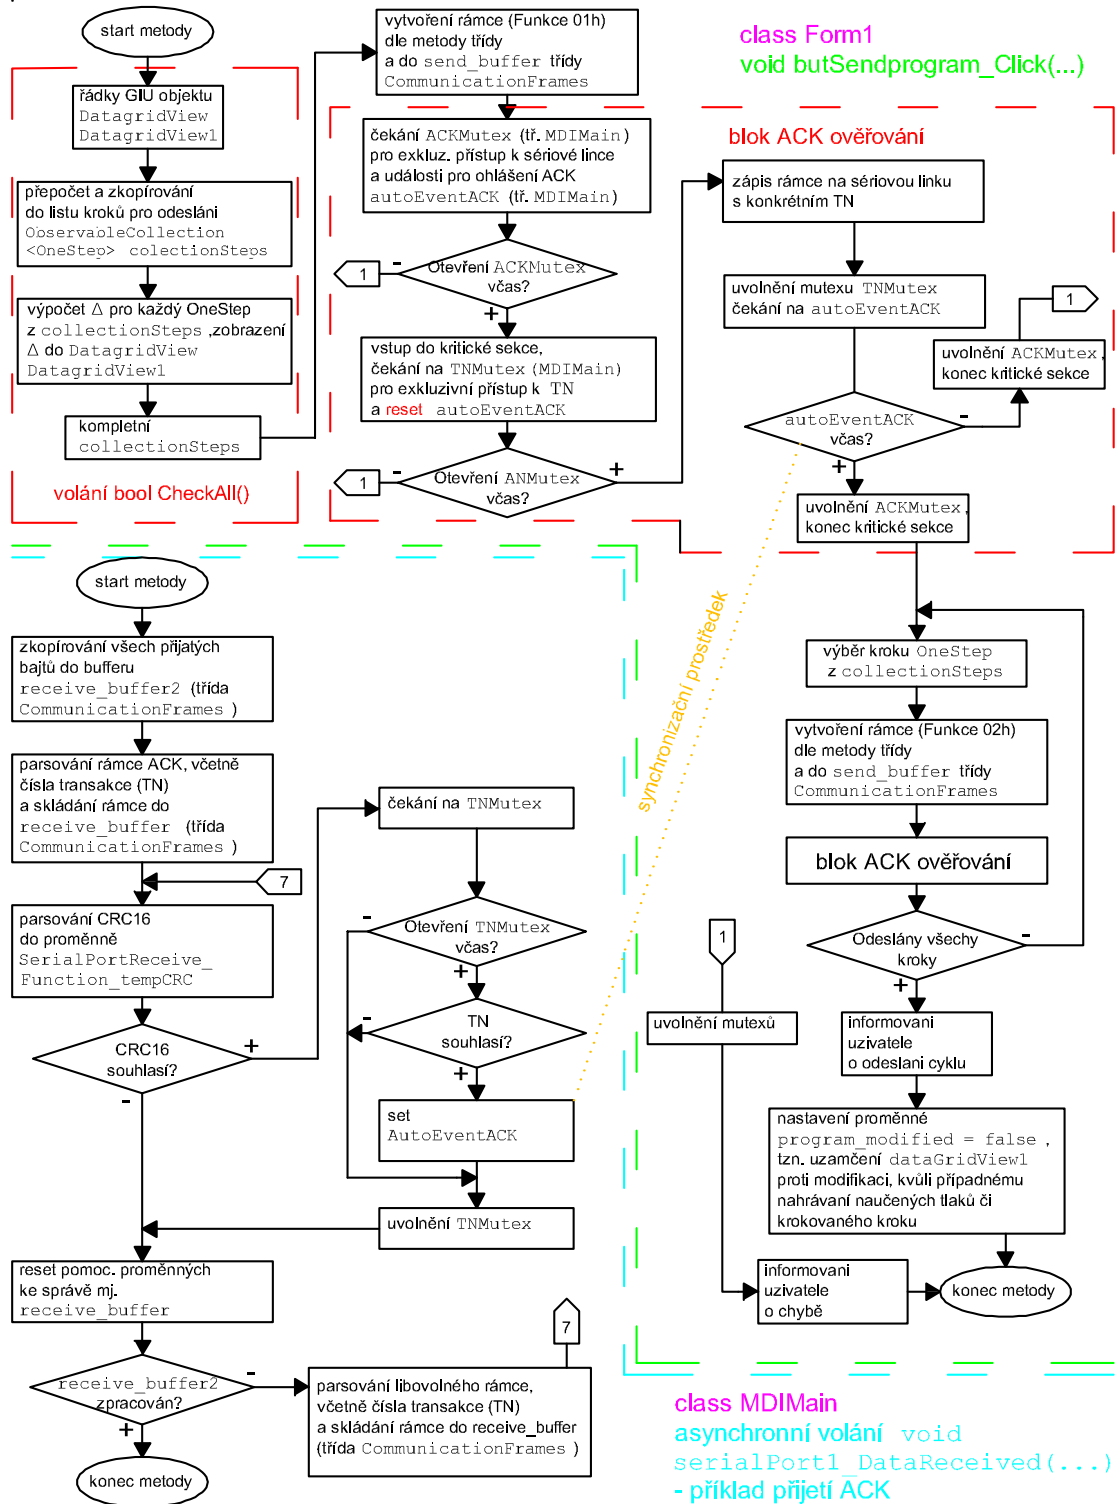 start metody
řádky GIU objektu
DatagridView
DatagridView1
přepočet a zkopírování
do listu kroků pro odesláni
ObservableCollection
<OneStep> colectionSteps
výpočet Δ pro každý OneStep
z collectionSteps ,zobrazení
Δ do DatagridView
DatagridView1
kompletní
collectionSteps
volání bool CheckAll()
vytvoření rámce (Funkce 01h)
dle metody třídy
a do send_buffer třídy
CommunicationFrames
class Form1
void butSendprogram_Click(...)
čekání ACKMutex (tř. MDIMain)
pro exkluz. přístup k sériové lince
a události pro ohlášení ACK
autoEventACK (tř. MDIMain)
Otevření ACKMutex
včas?
-
+
1
vstup do kritické sekce,
čekání na TNMutex (MDIMain)
pro exkluzivní přístup k TN
a reset autoEventACK
Otevření ANMutex
včas?
-
+
1
blok ACK ověřování
zápis rámce na sériovou linku
s konkrétním TN
uvolnění mutexu TNMutex
čekání na autoEventACK
1
uvolnění ACKMutex,
konec kritické sekce
autoEventACK
včas?
-
+
uvolnění ACKMutex,
konec kritické sekce
výběr kroku OneStep
z collectionSteps
vytvoření rámce (Funkce 02h)
dle metody třídy
a do send_buffer třídy
CommunicationFrames
blok ACK ověřování
Odeslány všechy
kroky
-
+
informovani
uzivatele
o odeslani cyklu
nastavení proměnné
program_modified = false ,
tzn. uzamčení dataGridView1
proti modifikaci, kvůli případnému
nahrávaní naučených tlaků či
krokovaného kroku
konec metody
1
uvolnění mutexů
informovani
uzivatele
o chybě
synchronizační prostředek
start metody
zkopírování všech přijatých
bajtů do bufferu
receive_buffer2 (třída
CommunicationFrames )
parsování rámce ACK, včetně
čísla transakce (TN)
a skládání rámce do
receive_buffer (třída
CommunicationFrames )
7
parsování CRC16
do proměnně
SerialPortReceive_
Function_tempCRC
CRC16
souhlasí?
+
-
čekání na TNMutex
Otevření TNMutex
včas?
-
+
TN
souhlasí?
-
+
set
AutoEventACK
uvolnění TNMutex
reset pomoc. proměnných
ke správě mj.
receive_buffer
receive_buffer2
zpracován?
-
+
konec metody
7
parsování libovolného rámce,
včetně čísla transakce (TN)
a skládání rámce do receive_buffer
(třída CommunicationFrames )
class MDIMain
asynchronní volání void
serialPort1_DataReceived(...)
- příklad přijetí ACK